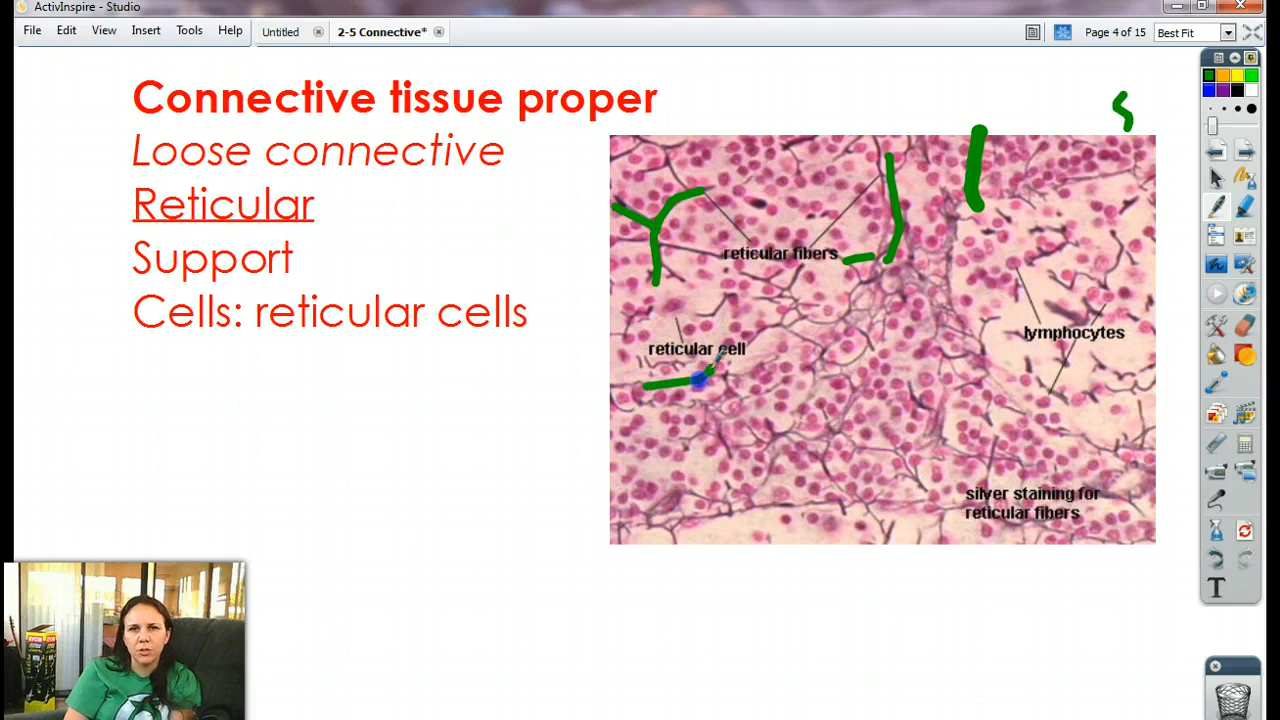 ActivInspire - Studio
File Edit View Insert Tools Help
Untitled
2-5 Connective*
Page 4 of 15
Best Fit
Connective tissue proper
Loose connective
Reticular
Support
Cells: reticular cells
reticular fibers
lymphocytes
reticular cell
silver staining for
reticular fibers
T